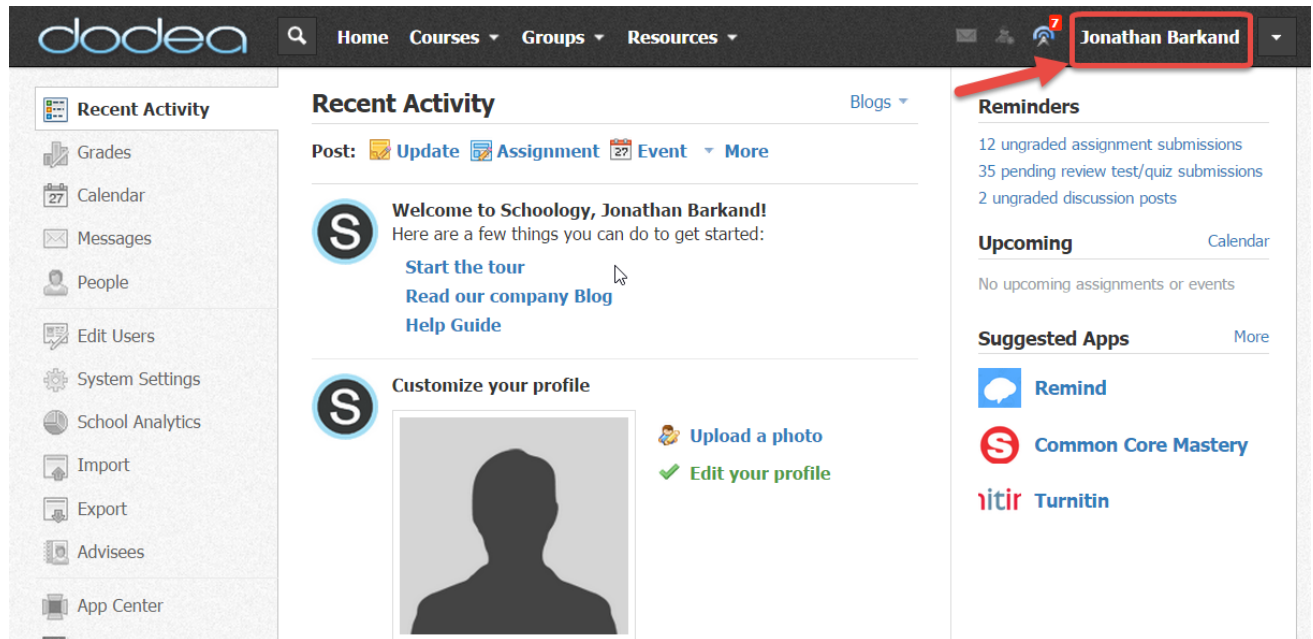 dodea
Home Courses Groups Resources
7
Jonathan Barkand
Recent Activity
Grades
27 Calendar
Messages
People
Edit Users
System Settings
School Analytics
Import
Export
Advisees
App Center
Recent Activity
Blogs
Post: Update Assignment 27 Event More
S
Welcome to Schoology, Jonathan Barkand!
Here are a few things you can do to get started:
Start the tour
Read our company Blog
Help Guide
S
Customize your profile
Upload a photo
Edit your profile
Reminders
12 ungraded assignment submissions
35 pending review test/quiz submissions
2 ungraded discussion posts
Upcoming
Calendar
No upcoming assignments or events
Suggested Apps
More
Remind
S Common Core Mastery
nitin Turnitin